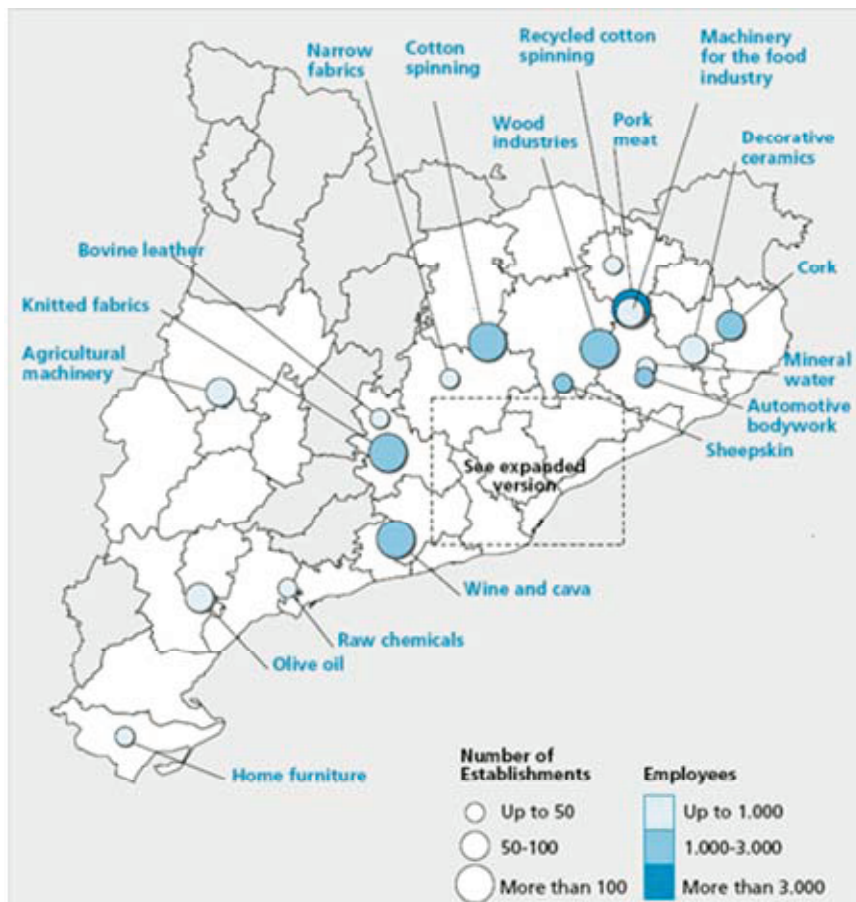 Narrow
fabrics
Cotton
spinning
Recycled cotton
spinning
Machinery
for the food
industry
Wood
industries
Pork
meat
Decorative
ceramics
Bovine leather
Cork
Knitted fabrics
Agricultural
machinery
Mineral
water
Automotive
bodywork
Sheepskin
See expanded
version
Wine and cava
Raw chemicals
Olive oil
Home furniture
Number of
Establishments
Up to 50
50-100
More than 100
Employees
Up to 1.000
1.000-3.000
More than 3.000